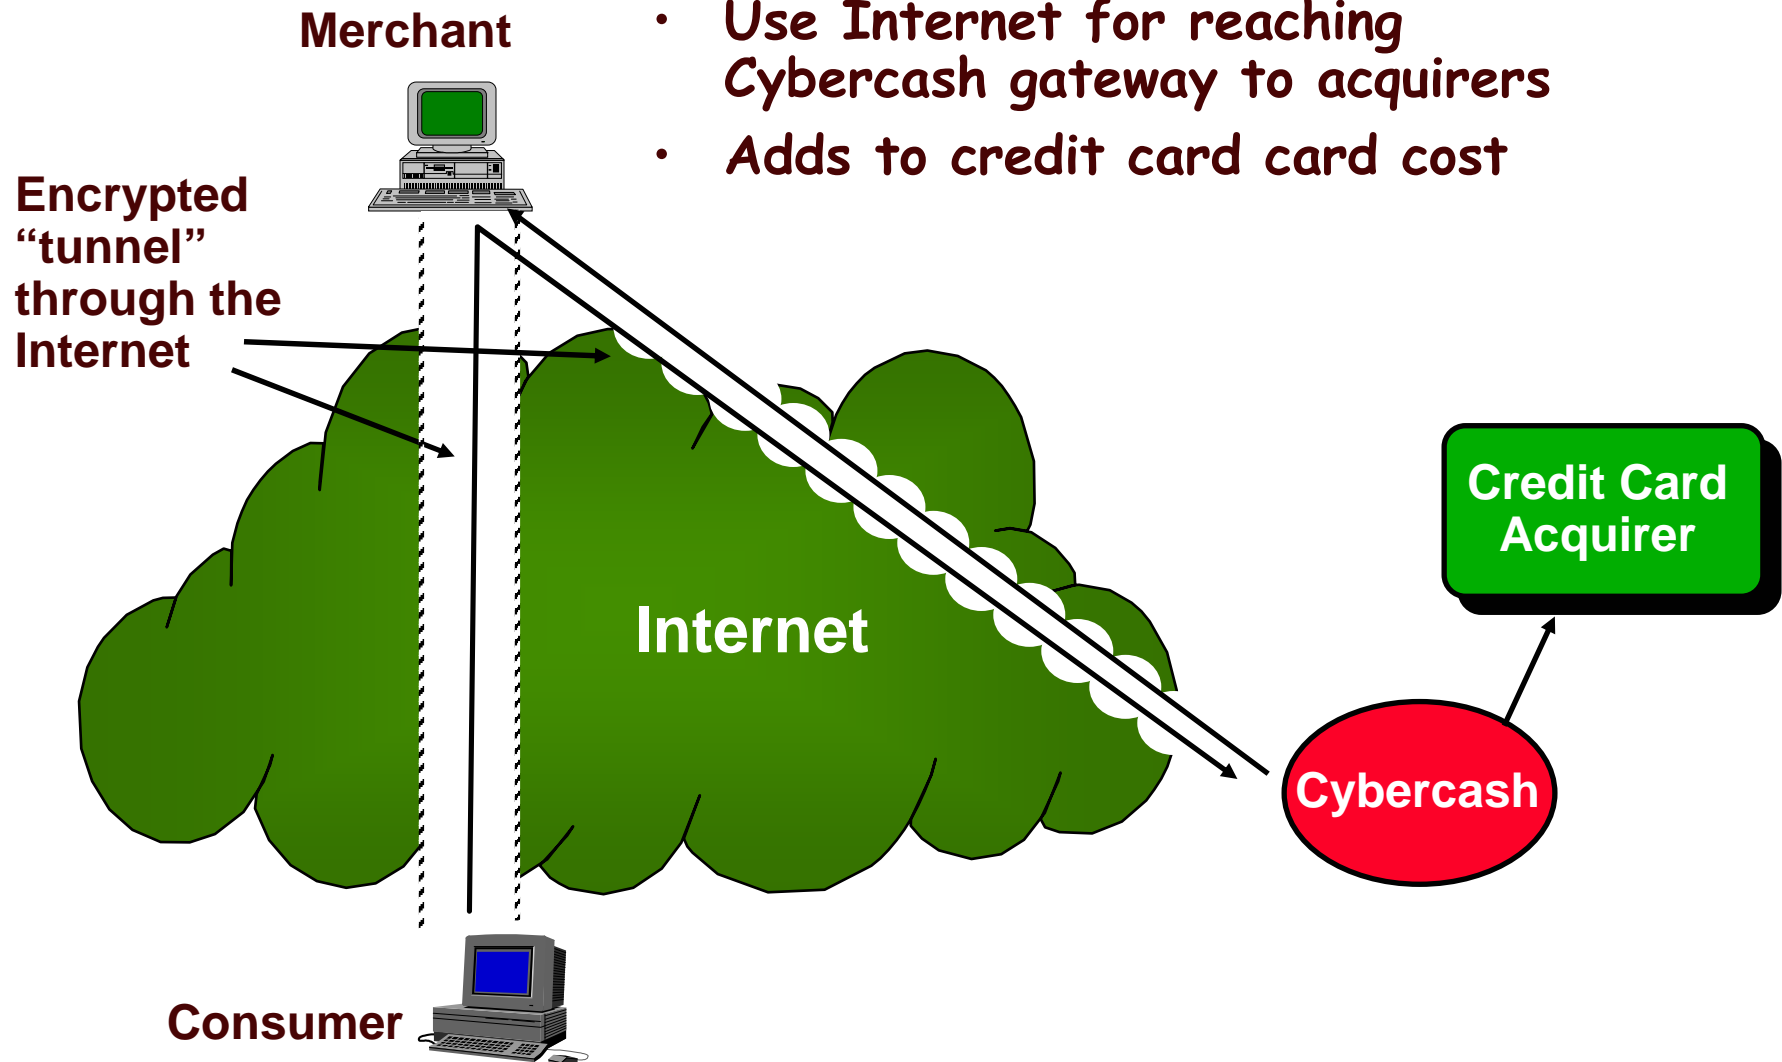 Merchant
• Use Internet for reaching
Cybercash gateway to acquirers
• Adds to credit card card cost
Encrypted
“tunnel”
through the
Internet
Credit Card
Acquirer
Internet
Cybercash
Consumer